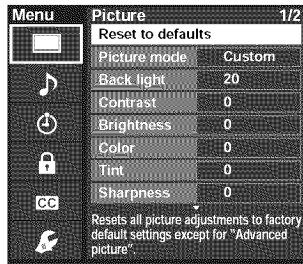 Menu
Picture 1/2
Reset to defaults
Picture mode Custom
Back light 20
Contrast 0
Brightness 0
Color 0
Tint 0
Sharpness 0
CC
Resets all picture adjustments to factory
default settings except for "Advanced
picture".